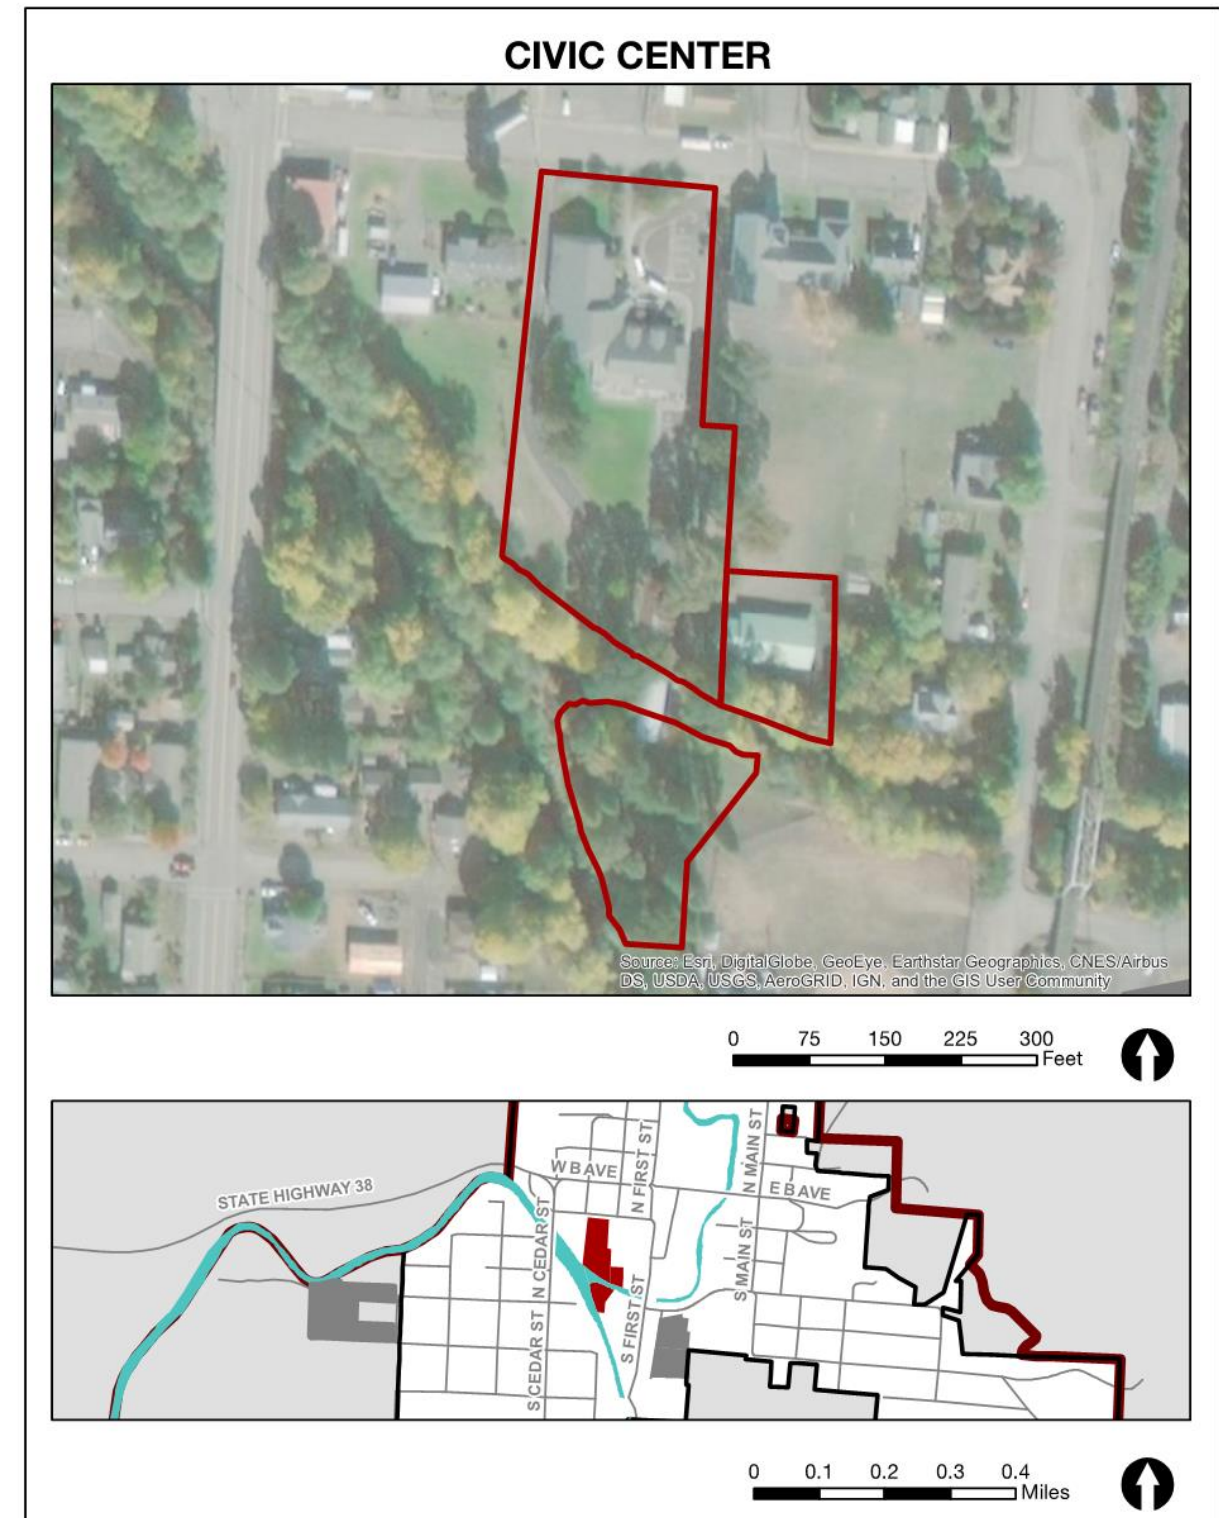 CIVIC CENTER
Source: Esri, DigitalGlobe, GeoEye, Earthstar Geographics, CNES/Airbus
DS, USDA, USGS, AeroGRID, IGN, and the GIS User Community
0 75 150 225 300
Feet
STATE HIGHWAY 38
W B AVE
N FIRST ST
N MAIN ST
E B AVE
N CEDAR ST
S MAIN ST
S CEDAR ST
S FIRST ST
0 0.1 0.2 0.3 0.4
Miles